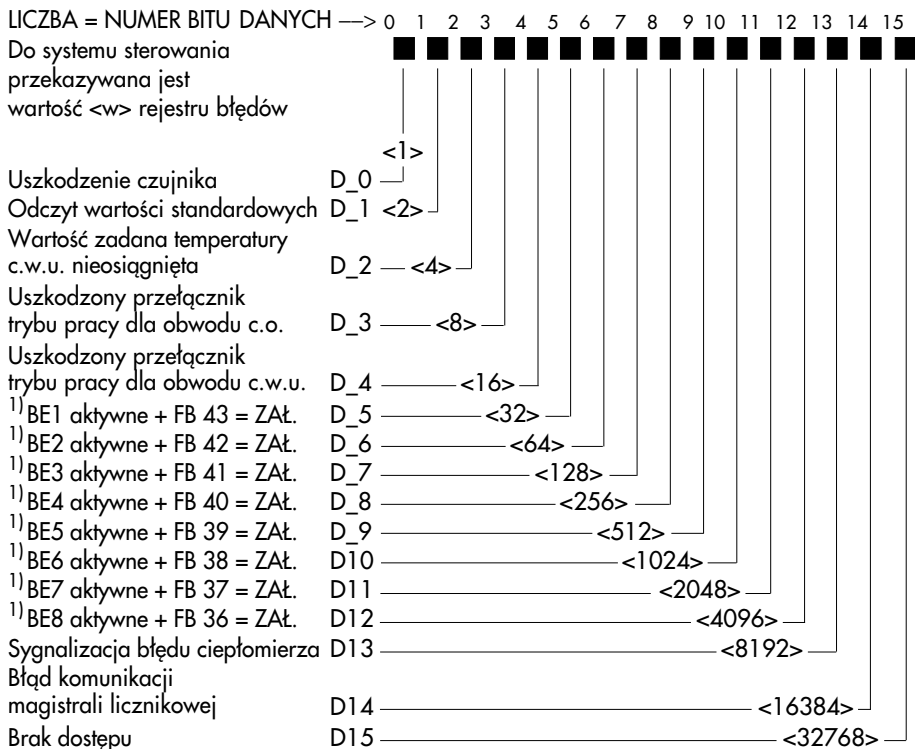 LICZBA = NUMER BITU DANYCH —–> 0 1 2 3 4 5 6 7 8 9 10 11 12 13 14 15
Do systemu sterowania
przekazywana jest
wartość <w> rejestru błędów
<1>
Uszkodzenie czujnika D_0
Odczyt wartości standardowych D_1 <2>
Wartość zadana temperatury
c.w.u. nieosiągnięta D_2 <4>
Uszkodzony przełącznik
trybu pracy dla obwodu c.o. D_3 <8>
Uszkodzony przełącznik
trybu pracy dla obwodu c.w.u. D_4 <16>
1) BE1 aktywne + FB 43 = ZAŁ. D_5 <32>
1) BE2 aktywne + FB 42 = ZAŁ. D_6 <64>
1) BE3 aktywne + FB 41 = ZAŁ. D_7 <128>
1) BE4 aktywne + FB 40 = ZAŁ. D_8 <256>
1) BE5 aktywne + FB 39 = ZAŁ. D_9 <512>
1) BE6 aktywne + FB 38 = ZAŁ. D10 <1024>
1) BE7 aktywne + FB 37 = ZAŁ. D11 <2048>
1) BE8 aktywne + FB 36 = ZAŁ. D12 <4096>
Sygnalizacja błędu ciepłomierza D13 <8192>
Błąd komunikacji
magistrali licznikowej D14 <16384>
Brak dostępu D15 <32768>